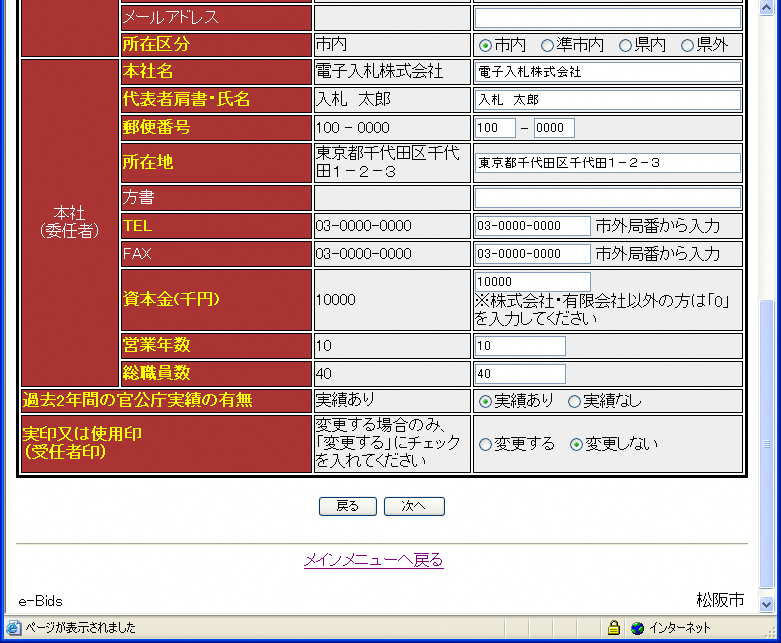 メールアドレス
所在区分 市内 市内 準市内 県内 県外
本社名 電子入札株式会社 電子入札株式会社
代表者肩書・氏名 入札 太郎 入札 太郎
郵便番号 100 - 0000 100 - 0000
所在地 東京都千代田区千代 東京都千代田区千代田1-2-3
田1-2-3
方書
本社
(委任者)
TEL 03-0000-0000 03-0000-0000 市外局番から入力
FAX 03-0000-0000 03-0000-0000 市外局番から入力
資本金(千円) 10000 10000
※株式会社・有限会社以外の方は「0」
を入力してください
営業年数 10 10
総職員数 40 40
過去2年間の官公庁実績の有無 実績あり 実績あり 実績なし
実印又は使用印
(受任者印)
変更する場合のみ、
「変更する」にチェック
を入れてください
変更する 変更しない
戻る 次へ
メインメニューへ戻る
e-Bids 松阪市
ページが表示されました インターネット